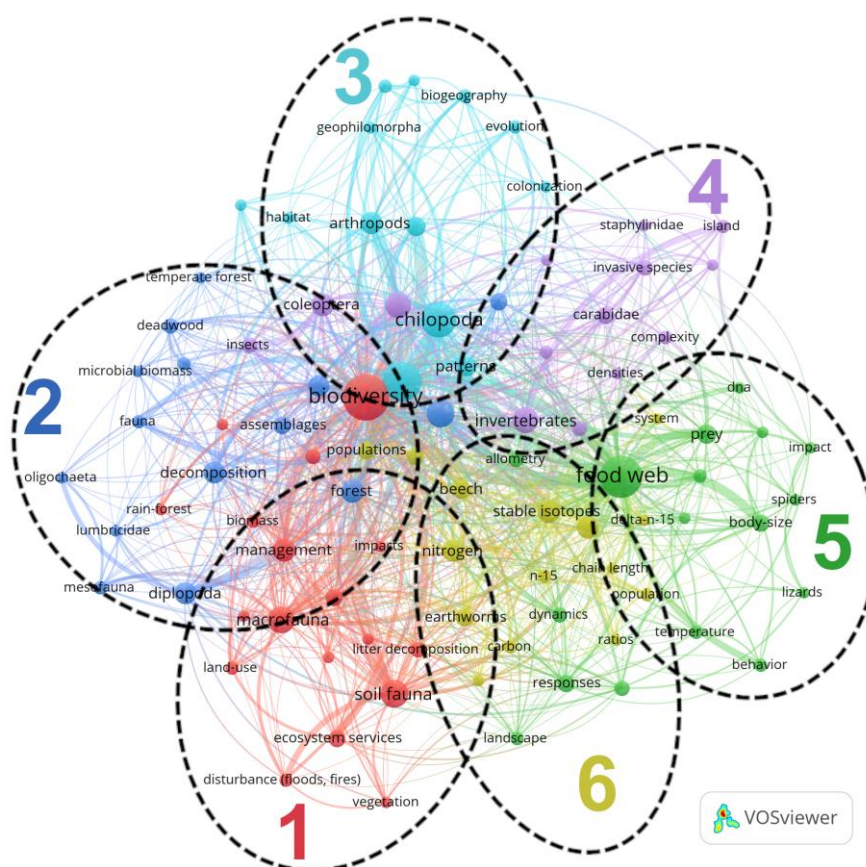 3
biogeography
geophilomorpha
evolution
colonization
4
habitat
arthropods
staphylinidae
island
temperate forest
invasive species
coleoptera
deadwood
chilopoda
carabidae
insects
complexity
microbial biomass
patterns
densities
2
biodiversity
dna
fauna
assemblages
invertebrates
system
prey
populations
allometry
impact
oligochaeta
decomposition
forest
beech
food web
spiders
rain-forest
stable isotopes
delta-n-15
body-size
lumbricidae
biomass
management
impacts
nitrogen
5
chain length
mesofauna
diplopoda
n-15
population
lizards
macrofauna
earthworms
dynamics
temperature
land-use
litter decomposition
carbon
ratios
behavior
soil fauna
responses
ecosystem services
landscape
disturbance (floods, fires)
6
vegetation
1
VOSviewer